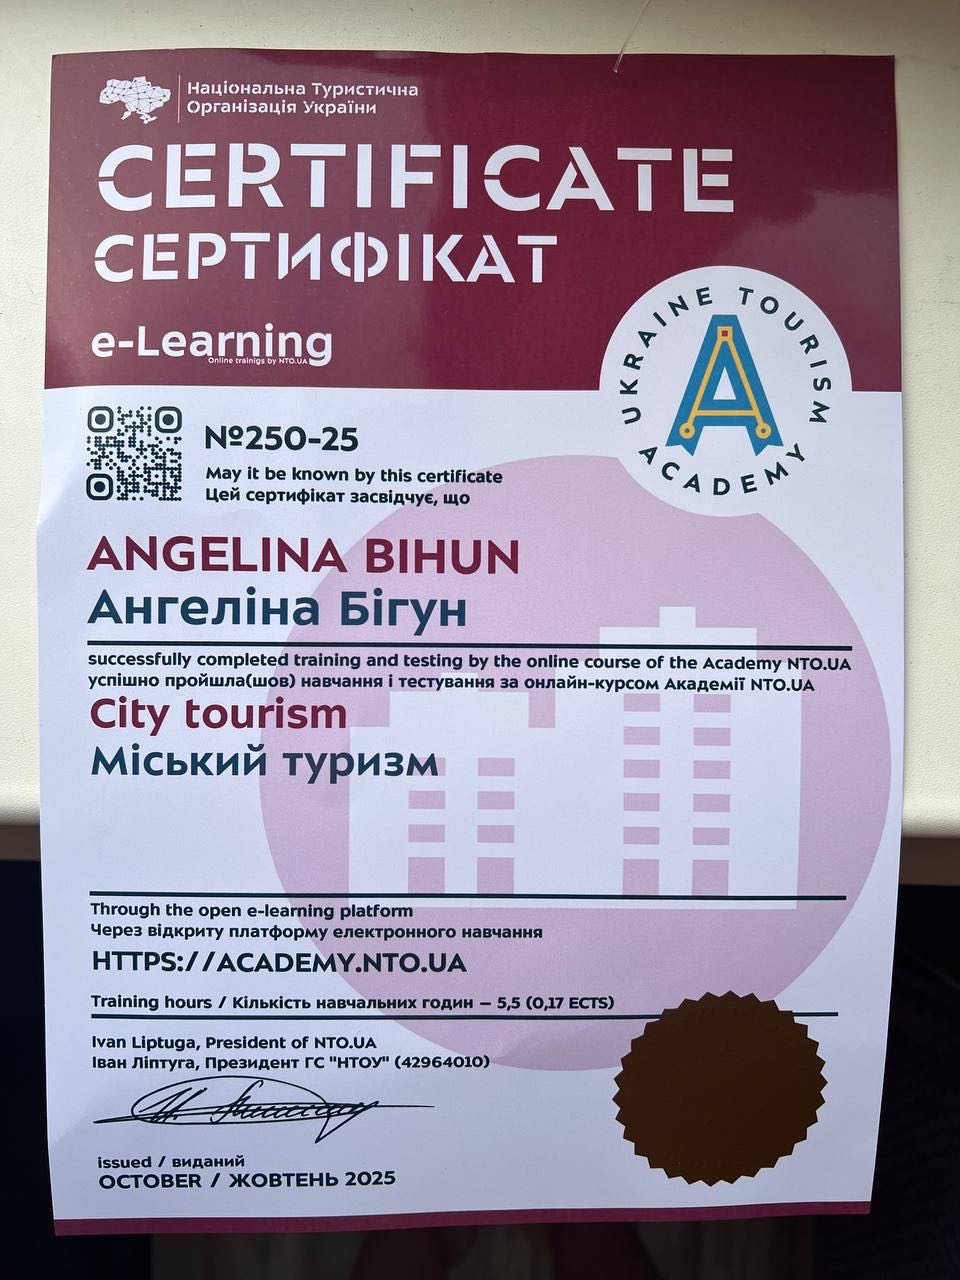 Національна Туристична
Організація України
CERTIFICATE
СЕРТИФІКАТ
e-Learning
Online trainigs by NTO.UA
UKRAINE TOURISM
ACADEMY
№250-25
May it be known by this certificate
Цей сертифікат засвідчує, що
ANGELINA BIHUN
Ангеліна Бігун
successfully completed training and testing by the online course of the Academy NTO.UA
успішно пройшла(шов) навчання і тестування за онлайн-курсом Академії NTO.UA
City tourism
Міський туризм
Through the open e-learning platform
Через відкриту платформу електронного навчання
HTTPS://ACADEMY.NTO.UA
Training hours / Кількість навчальних годин – 5,5 (0,17 ECTS)
Ivan Liptuga, President of NTO.UA
Іван Ліптуга, Президент ГС "НТОУ" (42964010)
issued / виданий
OCTOBER / ЖОВТЕНЬ 2025